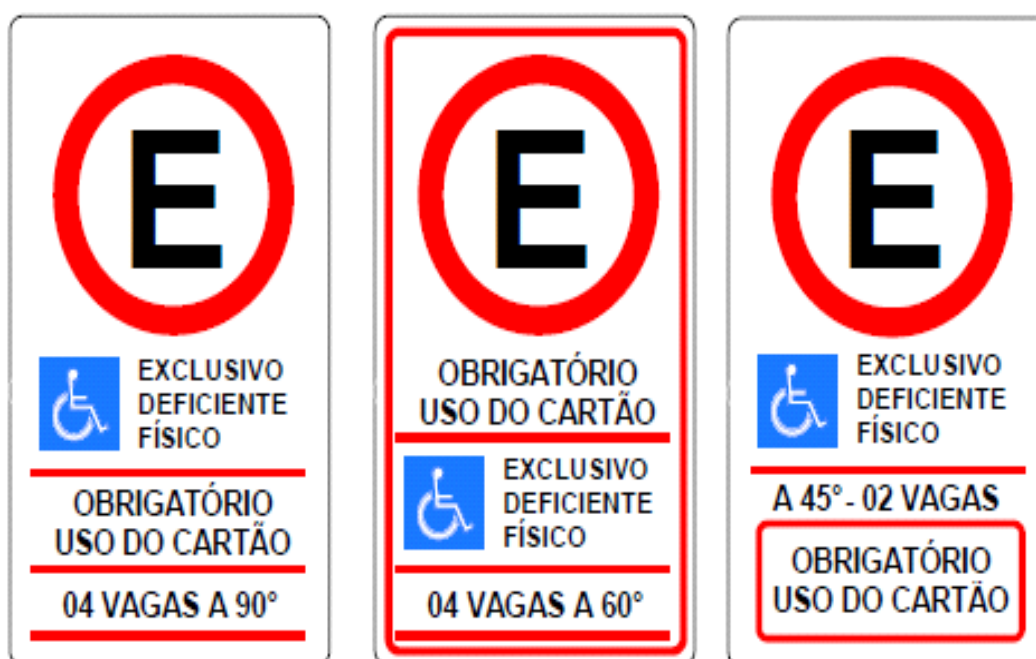 E
EXCLUSIVO
DEFICIENTE
FÍSICO
OBRIGATÓRIO
USO DO CARTÃO
04 VAGAS A 90°
E
OBRIGATÓRIO
USO DO CARTÃO
EXCLUSIVO
DEFICIENTE
FÍSICO
04 VAGAS A 60°
E
EXCLUSIVO
DEFICIENTE
FÍSICO
A 45° - 02 VAGAS
OBRIGATÓRIO
USO DO CARTÃO